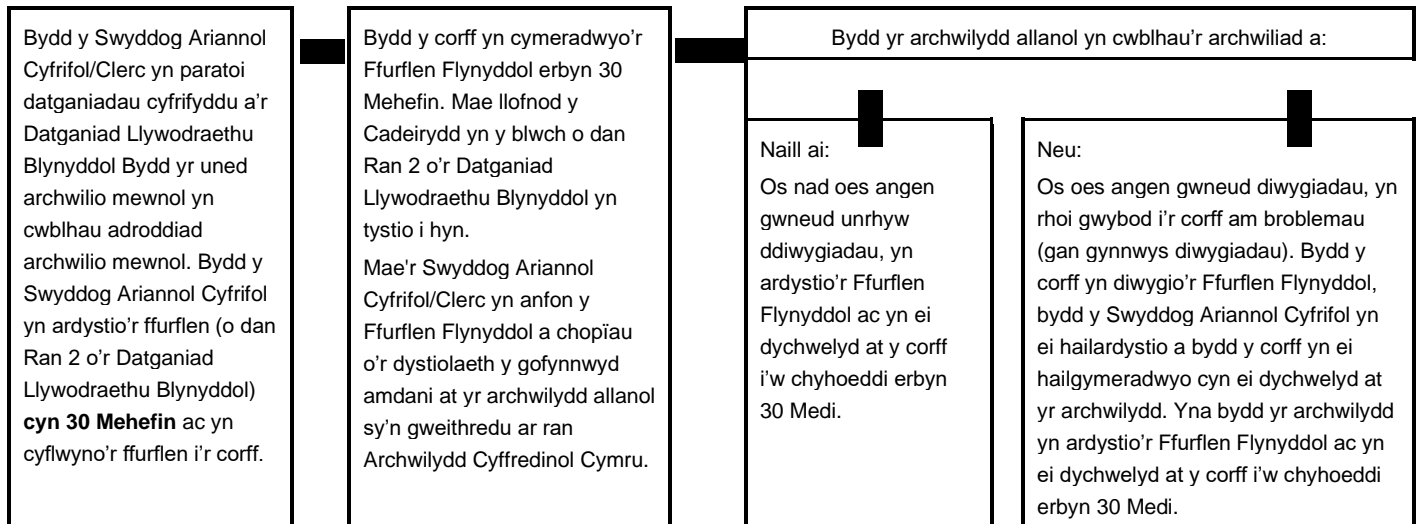 Bydd y Swyddog Ariannol
Cyfrifol/Clerc yn paratoi
datganiadau cyfrifyddu a’r
Datganiad Llywodraethu
Blynyddol Bydd yr uned
archwilio mewnol yn
cwblhau adroddiad
archwilio mewnol. Bydd y
Swyddog Ariannol Cyfrifol
yn ardystio’r ffurflen (o dan
Ran 2 o’r Datganiad
Llywodraethu Blynyddol)
cyn 30 Mehefin ac yn
cyflwyno’r ffurflen i’r corff.
Bydd y corff yn cymeradwyo’r
Ffurflen Flynyddol erbyn 30
Mehefin. Mae llofnod y
Cadeirydd yn y blwch o dan
Ran 2 o’r Datganiad
Llywodraethu Blynyddol yn
tystio i hyn.
Mae'r Swyddog Ariannol
Cyfrifol/Clerc yn anfon y
Ffurflen Flynyddol a chopïau
o’r dystiolaeth y gofynnwyd
amdani at yr archwilydd allanol
sy’n gweithredu ar ran
Archwilydd Cyffredinol Cymru.
Bydd yr archwilydd allanol yn cwblhau’r archwiliad a:
Naill ai:
Os nad oes angen
gwneud unrhyw
ddiwygiadau, yn
ardystio’r Ffurflen
Flynyddol ac yn ei
dychwelyd at y corff
i’w chyhoeddi erbyn
30 Medi.
Neu:
Os oes angen gwneud diwygiadau, yn
rhoi gwybod i’r corff am broblemau
(gan gynnwys diwygiadau). Bydd y
corff yn diwygio’r Ffurflen Flynyddol,
bydd y Swyddog Ariannol Cyfrifol yn
ei hailardystio a bydd y corff yn ei
hailgymeradwyo cyn ei dychwelyd at
yr archwilydd. Yna bydd yr archwilydd
yn ardystio’r Ffurflen Flynyddol ac yn
ei dychwelyd at y corff i’w chyhoeddi
erbyn 30 Medi.